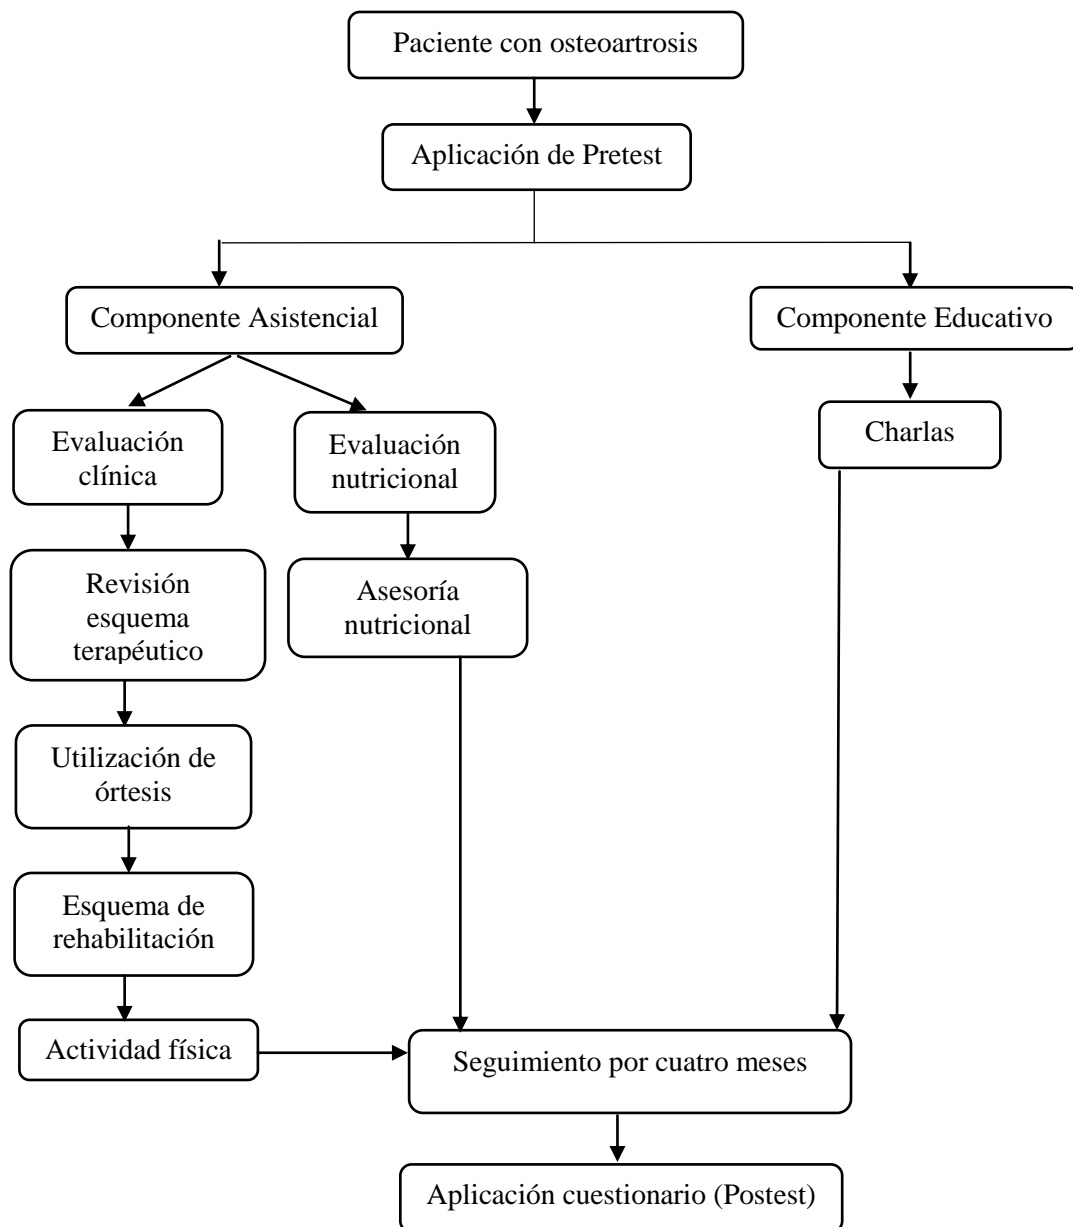 Paciente con osteoartrosis
Aplicación de Pretest
Componente Asistencial
Componente Educativo
Evaluación
clínica
Evaluación
nutricional
Charlas
Revisión
esquema
terapéutico
Asesoría
nutricional
Utilización de
órtesis
Esquema de
rehabilitación
Actividad física
Seguimiento por cuatro meses
Aplicación cuestionario (Postest)